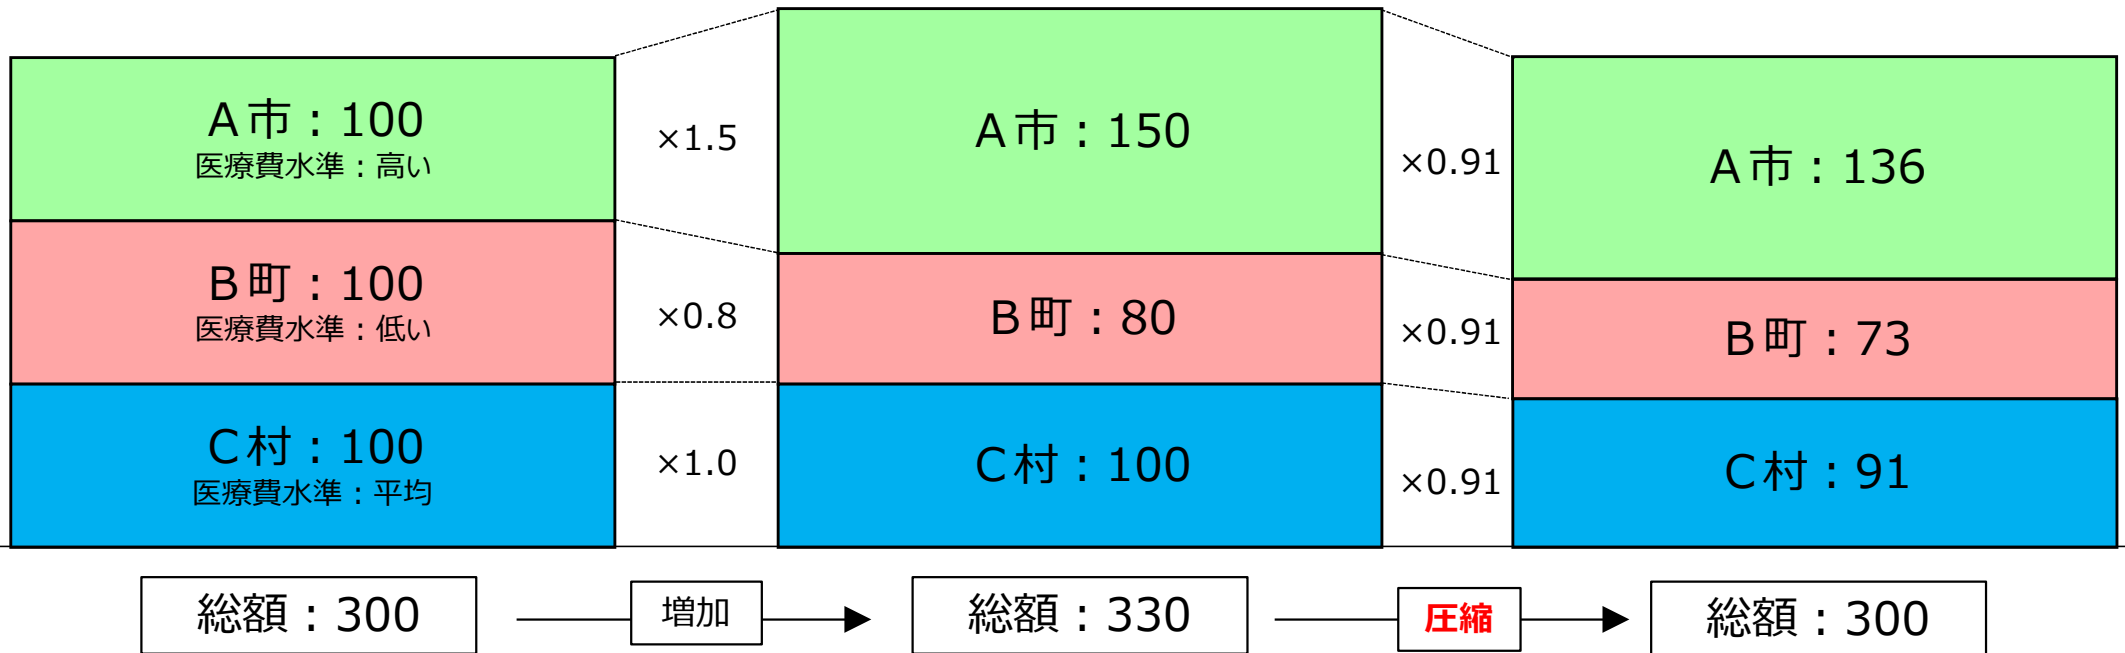 A市:100
医療費水準:高い
B町:100
医療費水準:低い
C村:100
医療費水準:平均
×1.5
×0.8
×1.0
A市:150
B町:80
C村:100
×0.91
×0.91
×0.91
A市:136
B町:73
C村:91
総額:300
増加
総額:330
圧縮
総額:300